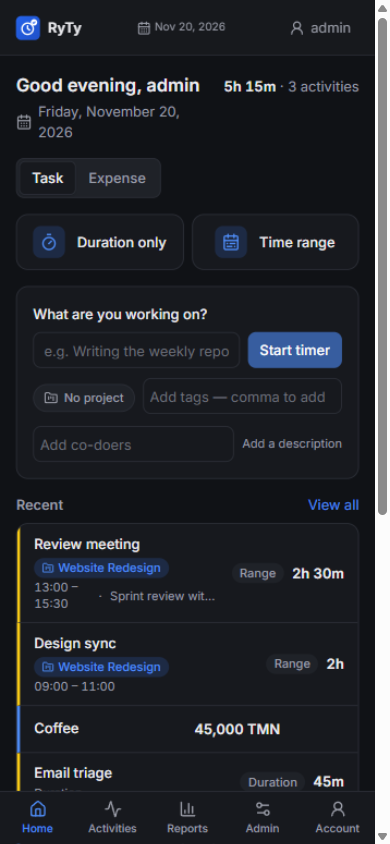 RyTy
Nov 20, 2026
admin
Good evening, admin
5h 15m · 3 activities
Friday, November 20,
2026
Task
Expense
Duration only
Time range
What are you working on?
e.g. Writing the weekly repo
Start timer
No project
Add tags — comma to add
Add co-doers
Add a description
Recent
View all
Review meeting
Website Redesign
13:00 –
15:30
· Sprint review wit...
Range
2h 30m
Design sync
Website Redesign
09:00 – 11:00
Range
2h
Coffee
45,000 TMN
Email triage
Duration
45m
Home
Activities
Reports
Admin
Account